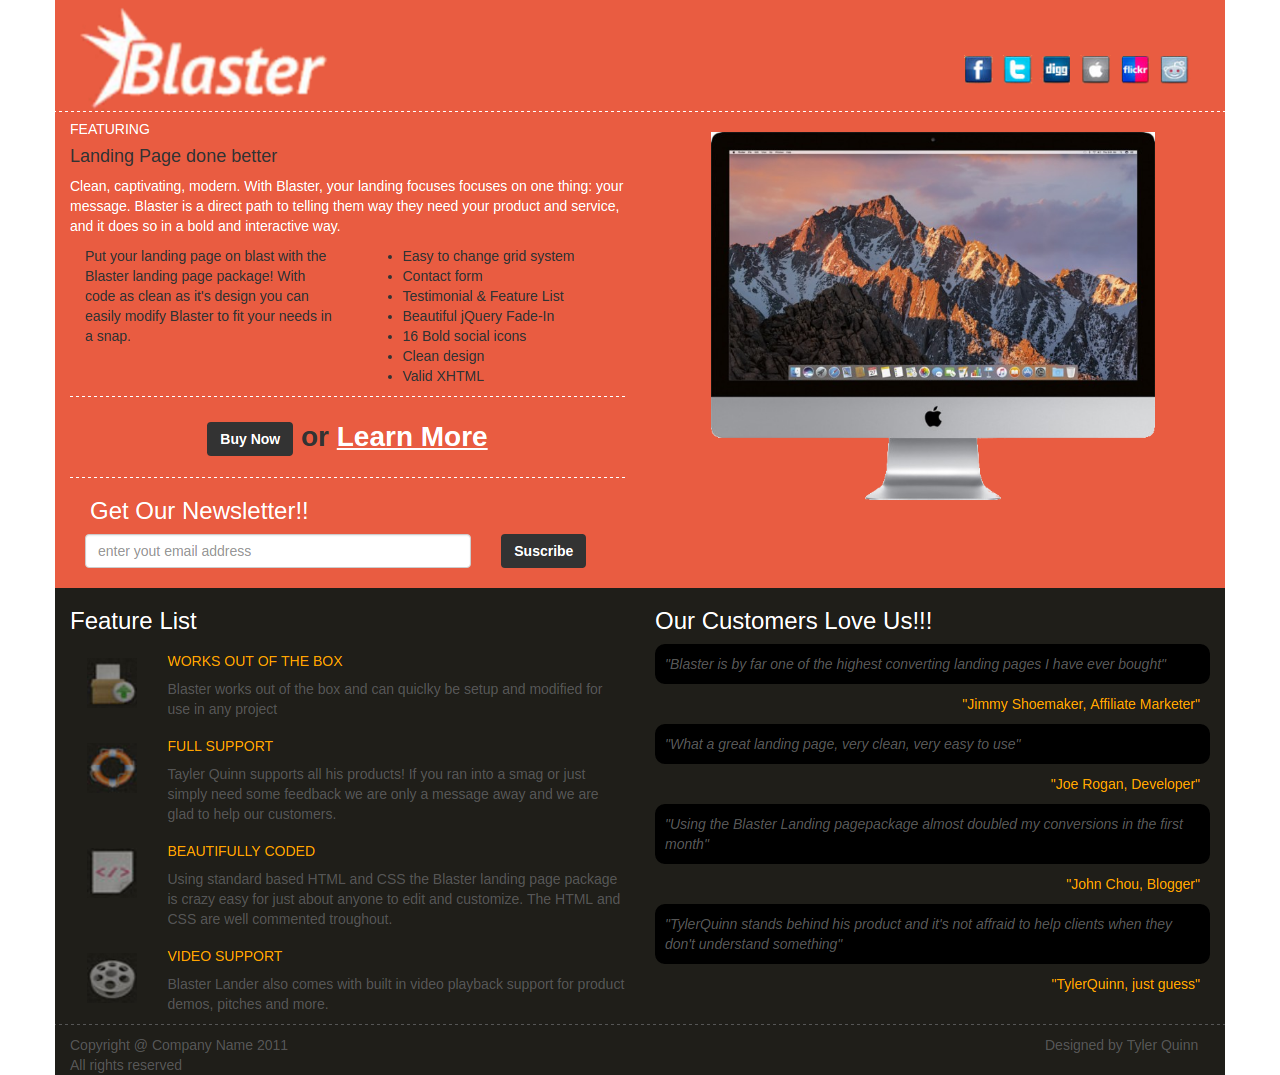 Blaster
digg
flickr
FEATURING
Landing Page done better
Clean, captivating, modern. With Blaster, your landing focuses focuses on one thing: your
message. Blaster is a direct path to telling them way they need your product and service,
and it does so in a bold and interactive way.
Put your landing page on blast with the
Blaster landing page package! With
code as clean as it's design you can
easily modify Blaster to fit your needs in
a snap.
Easy to change grid system
Contact form
Testimonial & Feature List
Beautiful jQuery Fade-In
16 Bold social icons
Clean design
Valid XHTML
Buy Now or Learn More
Get Our Newsletter!!
enter yout email address
Suscribe
Feature List
WORKS OUT OF THE BOX
Blaster works out of the box and can quiclky be setup and modified for
use in any project
FULL SUPPORT
Tayler Quinn supports all his products! If you ran into a smag or just
simply need some feedback we are only a message away and we are
glad to help our customers.
BEAUTIFULLY CODED
Using standard based HTML and CSS the Blaster landing page package
is crazy easy for just about anyone to edit and customize. The HTML and
CSS are well commented troughout.
VIDEO SUPPORT
Blaster Lander also comes with built in video playback support for product
demos, pitches and more.
Our Customers Love Us!!!
"Blaster is by far one of the highest converting landing pages I have ever bought"
"Jimmy Shoemaker, Affiliate Marketer"
"What a great landing page, very clean, very easy to use"
"Joe Rogan, Developer"
"Using the Blaster Landing pagepackage almost doubled my conversions in the first
month"
"John Chou, Blogger"
"TylerQuinn stands behind his product and it's not affraid to help clients when they
don't understand something"
"TylerQuinn, just guess"
Copyright @ Company Name 2011
All rights reserved
Designed by Tyler Quinn